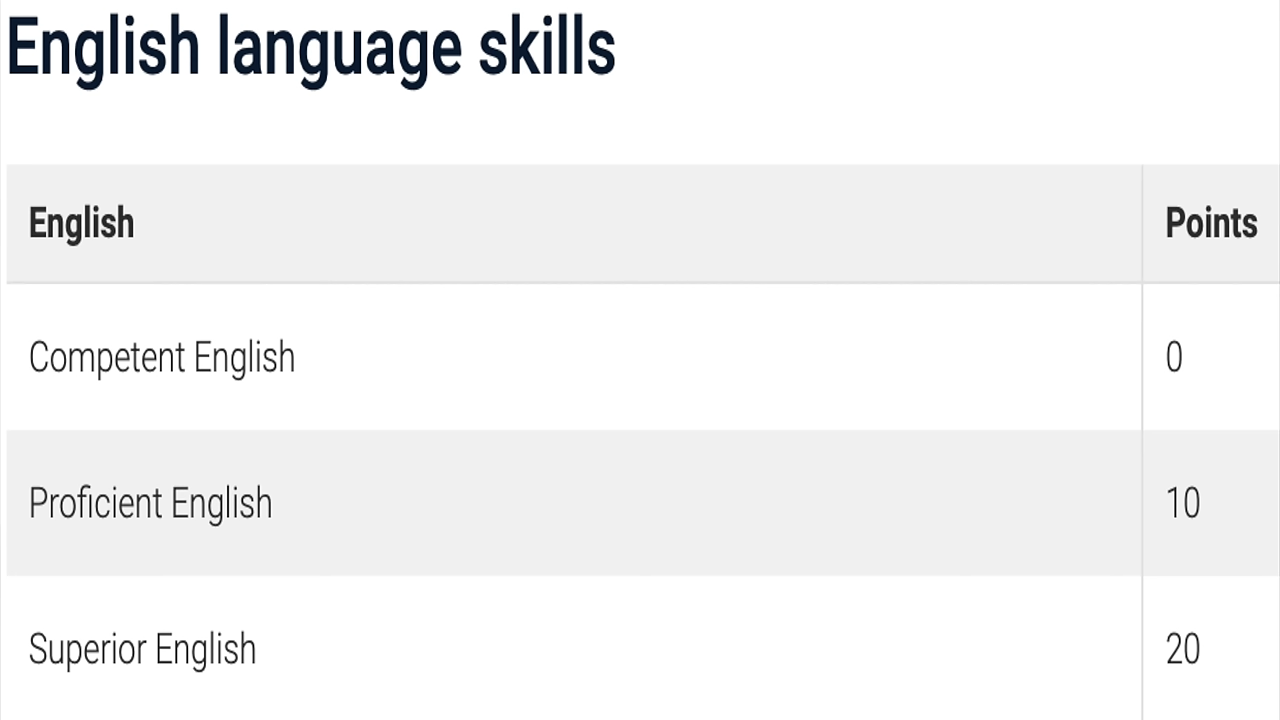 English language skills
English Points
Competent English 0
Proficient English 10
Superior English 20